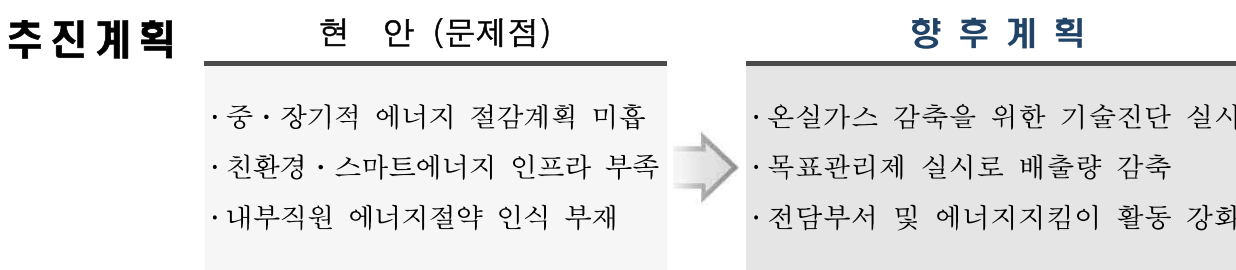 추진계획
현 안 (문제점)
· 중·장기적 에너지 절감계획 미흡
· 친환경·스마트에너지 인프라 부족
· 내부직원 에너지절약 인식 부재
향 후 계 획
· 온실가스 감축을 위한 기술진단 실시
· 목표관리제 실시로 배출량 감축
· 전담부서 및 에너지지킴이 활동 강화